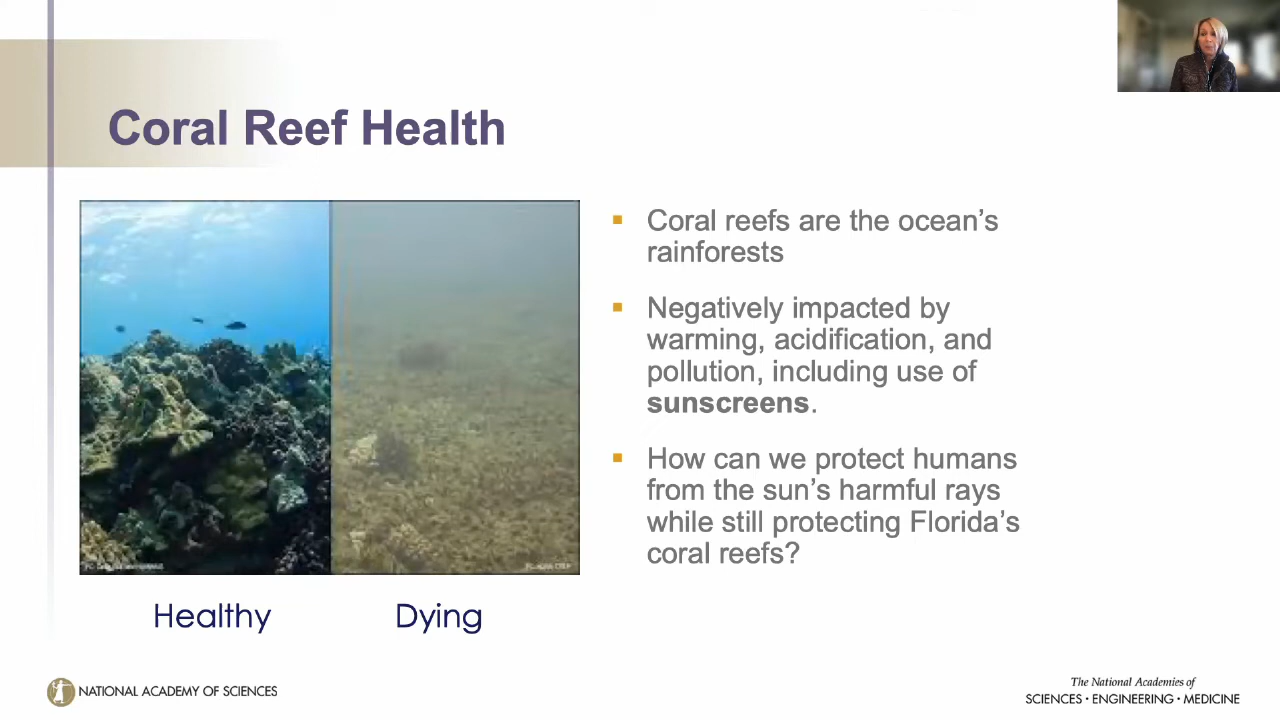 Coral Reef Health
Coral reefs are the ocean's
rainforests
Negatively impacted by
warming, acidification, and
pollution, including use of
sunscreens.
How can we protect humans
from the sun's harmful rays
while still protecting Florida's
coral reefs?
Healthy
Dying
NATIONAL ACADEMY OF SCIENCES
The National Academies of
SCIENCES • ENGINEERING • MEDICINE